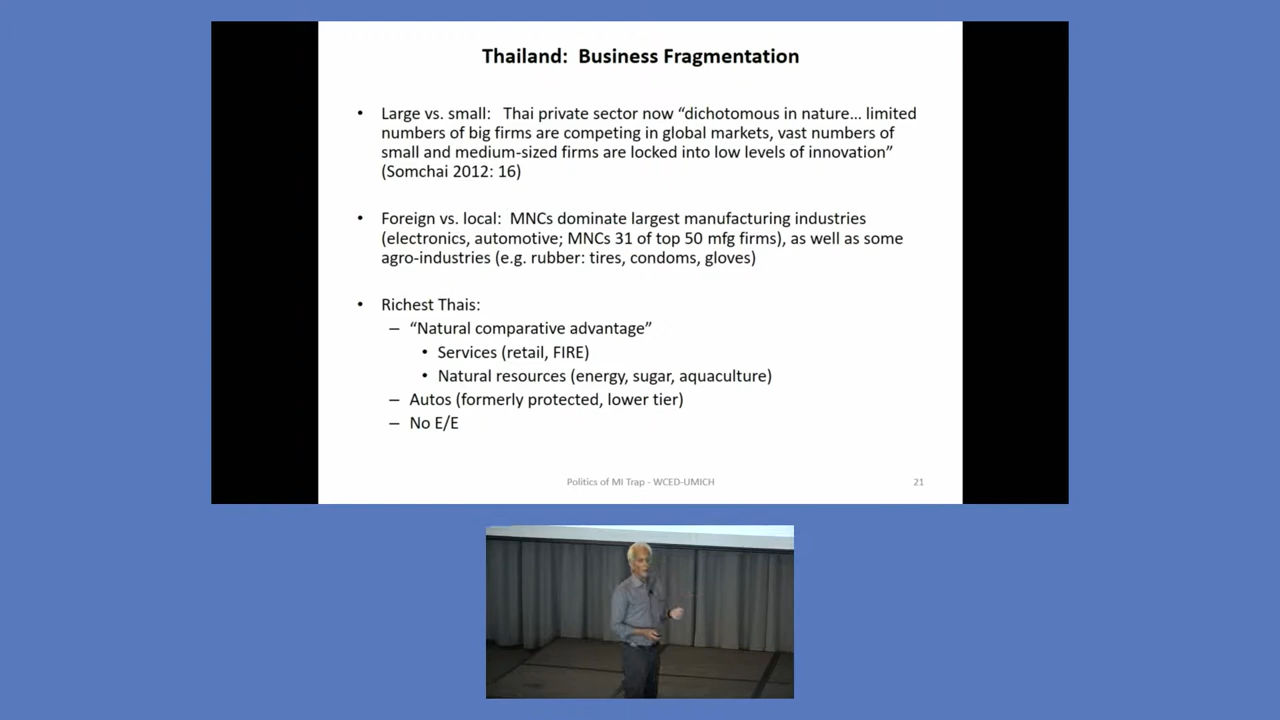 Thailand:  Business Fragmentation
• Large vs. small:   Thai private sector now “dichotomous in nature… limited
numbers of big firms are competing in global markets, vast numbers of
small and medium-sized firms are locked into low levels of innovation”
(Somchai 2012: 16)
• Foreign vs. local:  MNCs dominate largest manufacturing industries
(electronics, automotive; MNCs 31 of top 50 mfg firms), as well as some
agro-industries (e.g. rubber: tires, condoms, gloves)
• Richest Thais:
– “Natural comparative advantage”
• Services (retail, FIRE)
• Natural resources (energy, sugar, aquaculture)
– Autos (formerly protected, lower tier)
– No E/E
Politics of MI Trap - WCED-UMICH
21